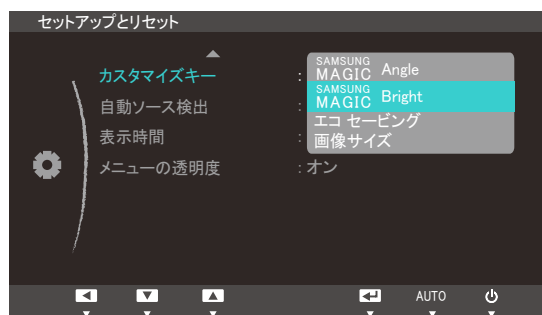 セットアップとリセット
カスタマイズキー : SAMSUNG MAGIC Angle
自動ソース検出 : SAMSUNG MAGIC Bright
エコ セービング
表示時間 : 画像サイズ
メニューの透明度 : オン
AUTO